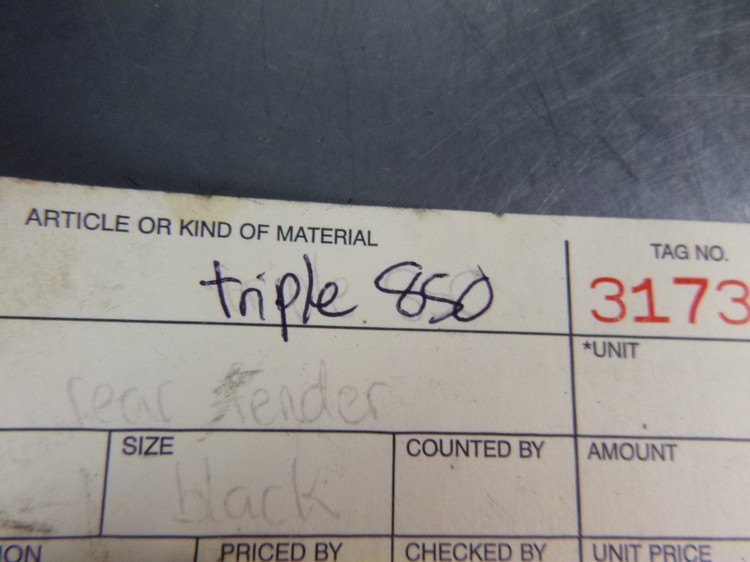 ARTICLE OR KIND OF MATERIAL
TAG NO.
triple 850
3173
*UNIT
rear fender
SIZE
COUNTED BY
AMOUNT
black
ION
PRICED BY
CHECKED BY
UNIT PRICE